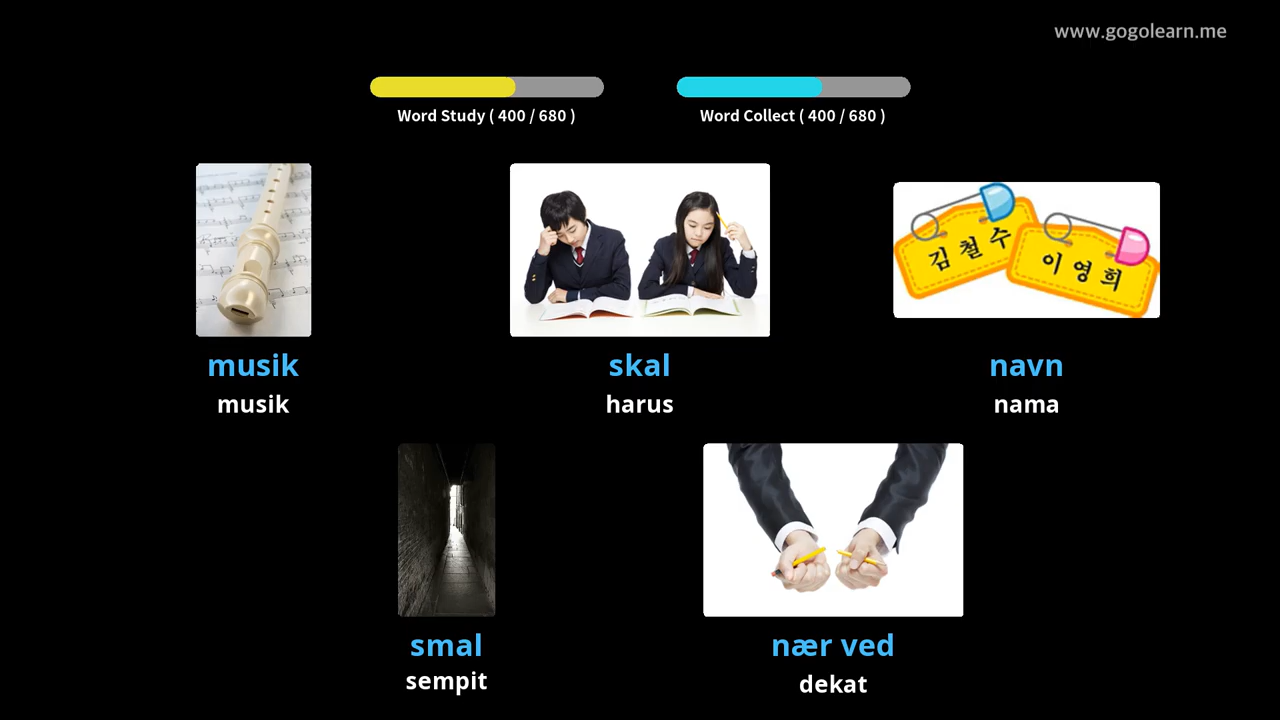 www.gogolearn.me
Word Study ( 400 / 680 )
Word Collect ( 400 / 680 )
김철수
이영희
musik
musik
skal
harus
navn
nama
smal
sempit
nær ved
dekat